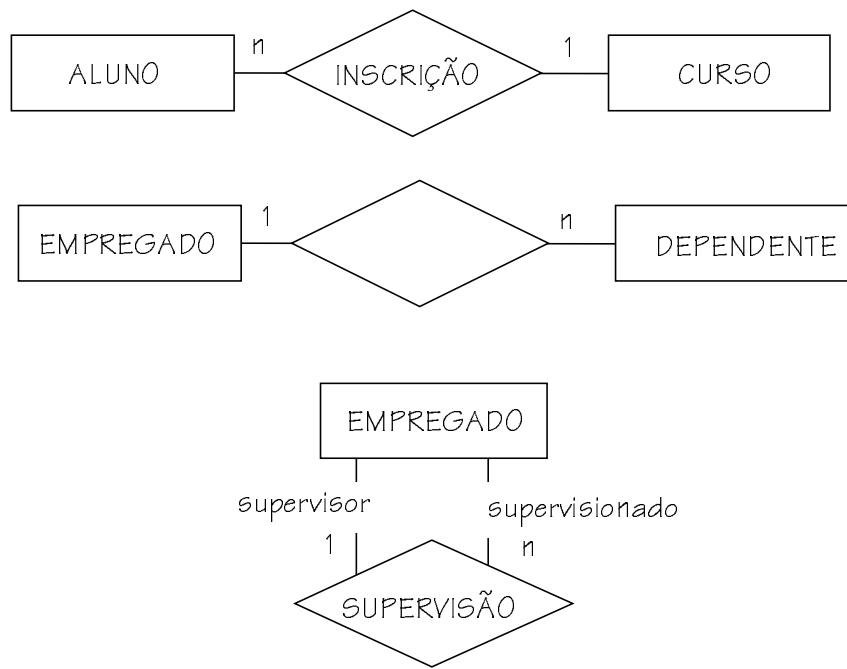 ALUNO n INSCRIÇÃO 1 CURSO
EMPREGADO 1 n DEPENDENTE
EMPREGADO
supervisor supervisionado
1 n
SUPERVISÃO